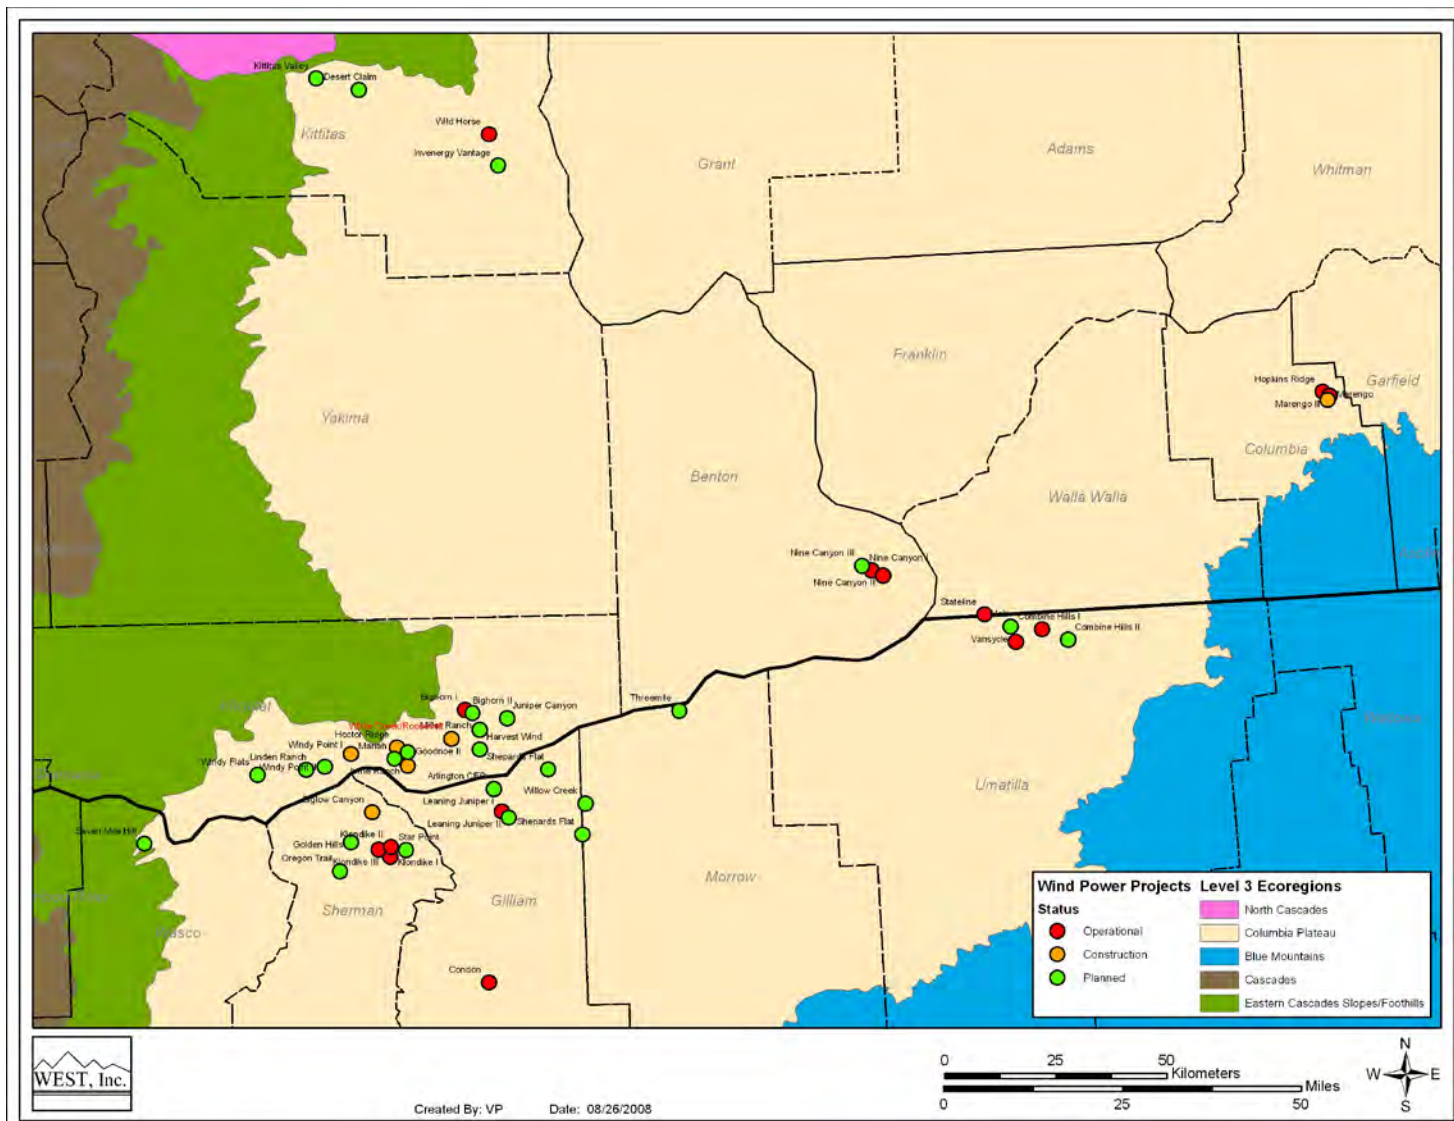 Kittitas Valley
Desert Claim
Wild Horse
Kittitas
Invenergy Vantage
Grant
Adams
Whitman
Franklin
Hopkins Ridge
Garfield
Marengo
Marengo II
Yakima
Columbia
Benton
Walla Walla
Nine Canyon III
Nine Canyon I
Nine Canyon II
Stateline
Combine Hills I
Combine Hills II
Vansycle
Threemile
Bighorn I
Bighorn II
Juniper Canyon
Miller Ranch
Hoctor Ridge
Harvest Wind
Windy Point I
Goodnoe II
Linden Ranch
Shepards Flat
Windy Flats
Arlington
Willow Creek
Umatilla
Leaning Juniper I
Biglow Canyon
Leaning Juniper II
Shepards Flat
Seven Mile Hill
Klondike II
Star Point
Golden Hills
Oregon Trail
Klondike III
Klondike I
Morrow
Gilliam
Sherman
Wasco
Condon
Wind Power Projects
Status
Operational
Construction
Planned
Level 3 Ecoregions
North Cascades
Columbia Plateau
Blue Mountains
Cascades
Eastern Cascades Slopes/Foothills
WEST, Inc.
Created By: VP Date: 08/26/2008
0 25 50
Kilometers
Miles
0 25 50
N
W E
S